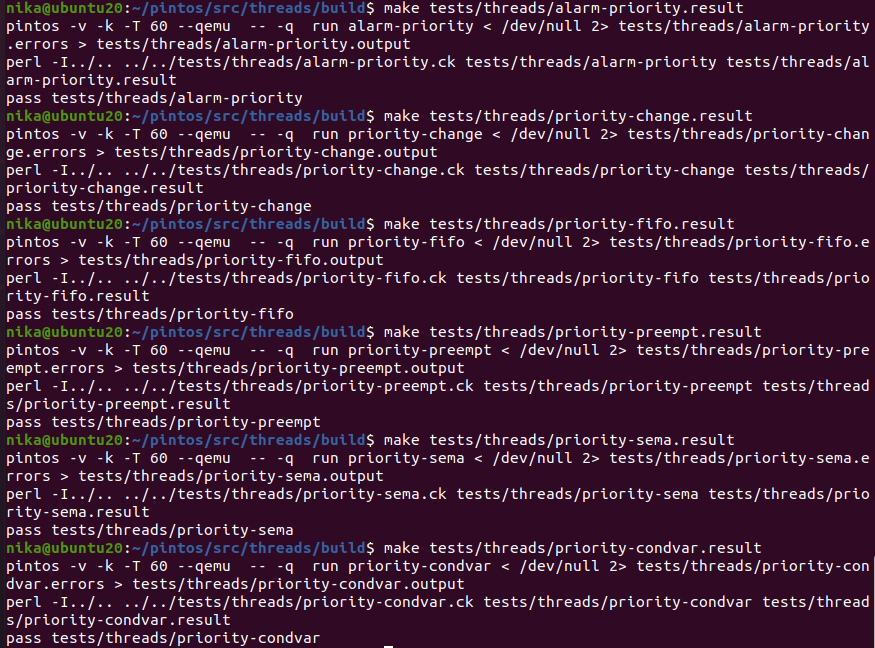 nika@ubuntu20:~/pintos/src/threads/build$ make tests/threads/alarm-priority.result lt
pintos -v -k -T 60 --qemu  -- -q  run alarm-priority < /dev/null 2> tests/threads/alarm-priority
.errors > tests/threads/alarm-priority.output
perl -I../.. ../../tests/threads/alarm-priority.ck tests/threads/alarm-priority tests/threads/al
arm-priority.result
pass tests/threads/alarm-priority
nika@ubuntu20:~/pintos/src/threads/build$ make tests/threads/priority-change.result
pintos -v -k -T 60 --qemu  -- -q  run priority-change < /dev/null 2> tests/threads/priority-chan
ge.errors > tests/threads/priority-change.output
perl -I../.. ../../tests/threads/priority-change.ck tests/threads/priority-change tests/threads/
priority-change.result
pass tests/threads/priority-change
nika@ubuntu20:~/pintos/src/threads/build$ make tests/threads/priority-fifo.result
pintos -v -k -T 60 --qemu  -- -q  run priority-fifo < /dev/null 2> tests/threads/priority-fifo.e
rrors > tests/threads/priority-fifo.output
perl -I../.. ../../tests/threads/priority-fifo.ck tests/threads/priority-fifo tests/threads/prio
rity-fifo.result
pass tests/threads/priority-fifo
nika@ubuntu20:~/pintos/src/threads/build$ make tests/threads/priority-preempt.result
pintos -v -k -T 60 --qemu  -- -q  run priority-preempt < /dev/null 2> tests/threads/priority-pre
empt.errors > tests/threads/priority-preempt.output
perl -I../.. ../../tests/threads/priority-preempt.ck tests/threads/priority-preempt tests/thread
s/priority-preempt.result
pass tests/threads/priority-preempt
nika@ubuntu20:~/pintos/src/threads/build$ make tests/threads/priority-sema.result
pintos -v -k -T 60 --qemu  -- -q  run priority-sema < /dev/null 2> tests/threads/priority-sema.e
rrors > tests/threads/priority-sema.output
perl -I../.. ../../tests/threads/priority-sema.ck tests/threads/priority-sema tests/threads/prio
rity-sema.result
pass tests/threads/priority-sema
nika@ubuntu20:~/pintos/src/threads/build$ make tests/threads/priority-condvar.result
pintos -v -k -T 60 --qemu  -- -q  run priority-condvar < /dev/null 2> tests/threads/priority-con
dvar.errors > tests/threads/priority-condvar.output
perl -I../.. ../../tests/threads/priority-condvar.ck tests/threads/priority-condvar tests/thread
s/priority-condvar.result
pass tests/threads/priority-condvar